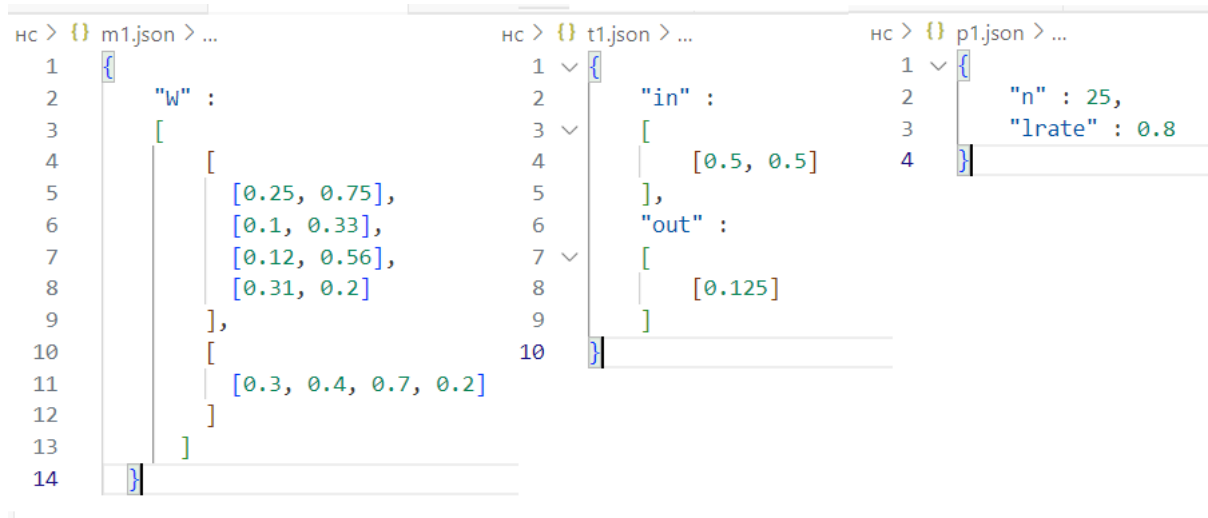 нс > {} m1.json > ...
1 {
2 "W" :
3 [
4 [
5 [0.25, 0.75],
6 [0.1, 0.33],
7 [0.12, 0.56],
8 [0.31, 0.2]
9 ],
10 [
11 [0.3, 0.4, 0.7, 0.2]
12 ]
13 ]
14 }
нс > {} t1.json > ...
1 {
2 "in" :
3 [
4 [0.5, 0.5]
5 ],
6 "out" :
7 [
8 [0.125]
9 ]
10 }
нс > {} p1.json > ...
1 {
2 "n" : 25,
3 "lrate" : 0.8
4 }